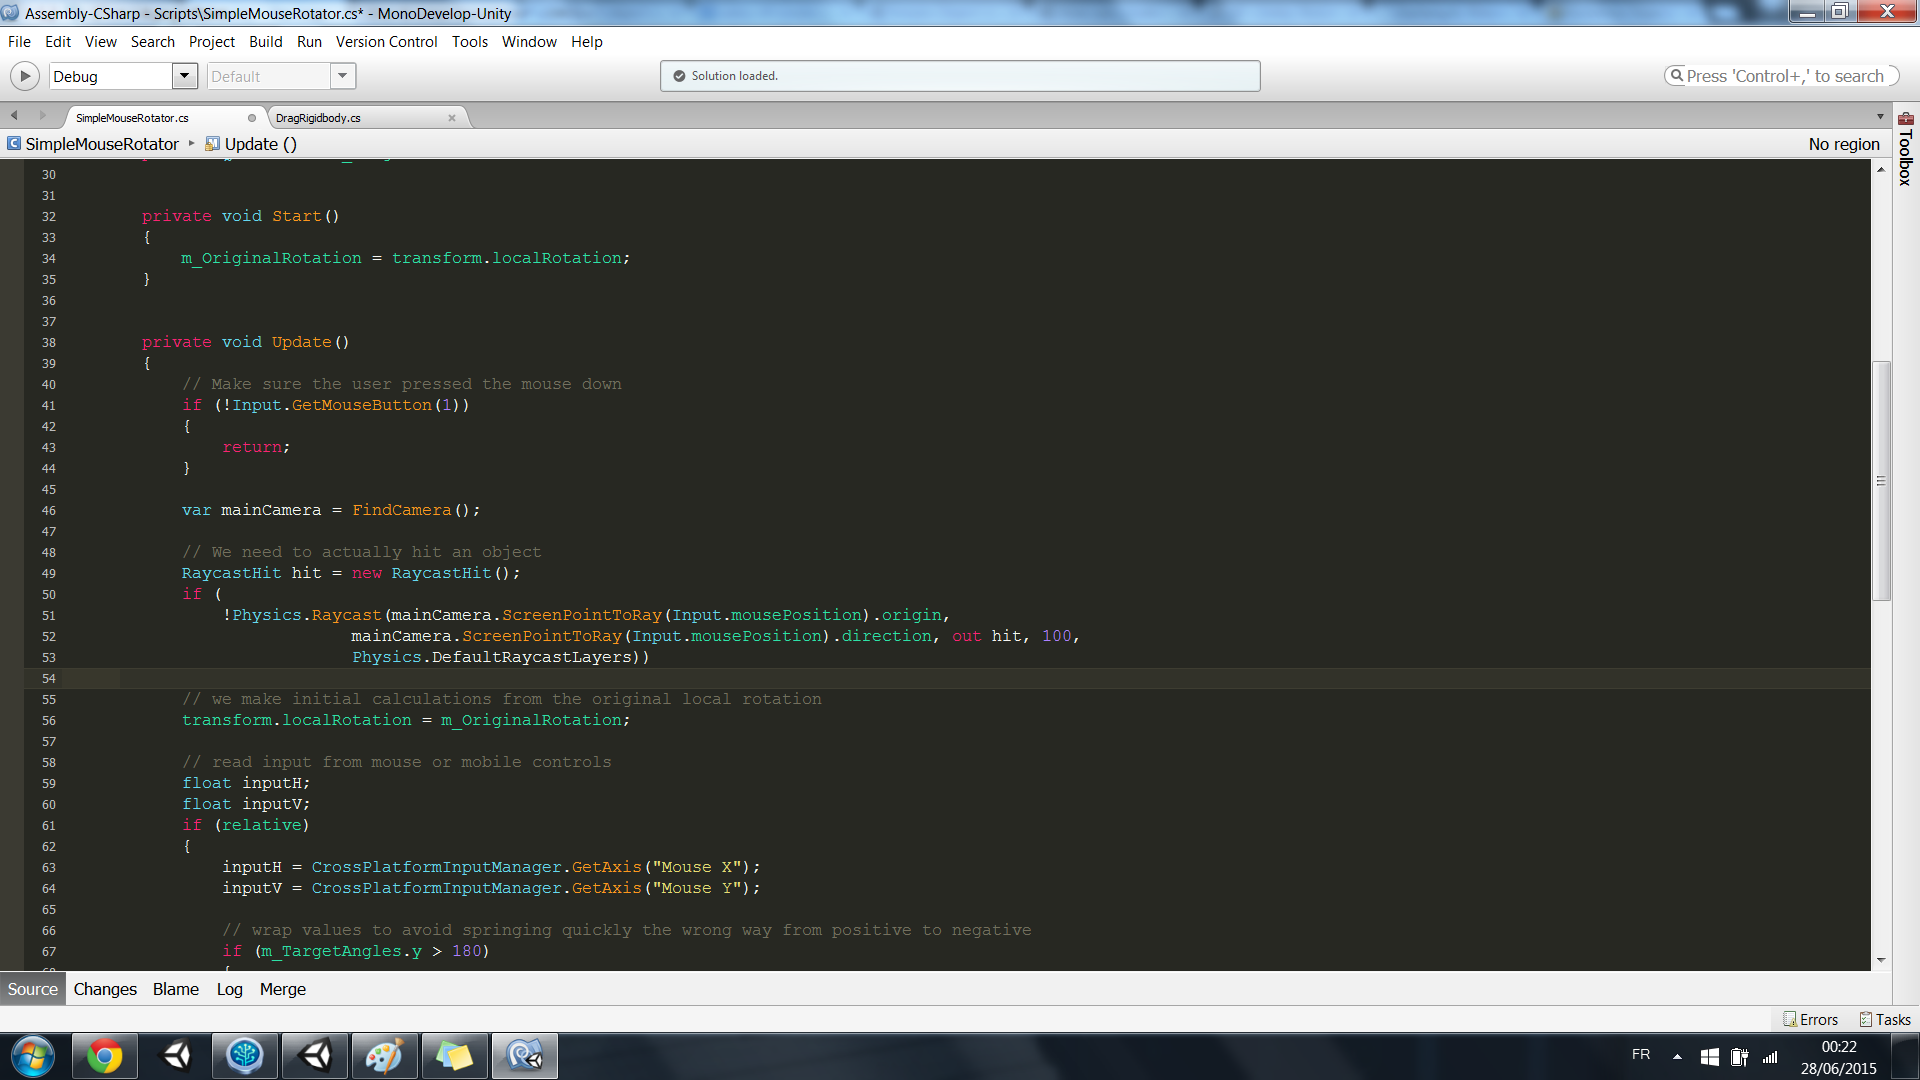 Assembly-CSharp - Scripts\SimpleMouseRotator.cs* - MonoDevelop-Unity
File Edit View Search Project Build Run Version Control Tools Window Help
Debug Default Solution loaded. Press 'Control+,' to search
SimpleMouseRotator.cs DragRigidbody.cs
SimpleMouseRotator Update () No region
Toolbox
30
31
32 private void Start()
33 {
34 m_OriginalRotation = transform.localRotation;
35 }
36
37
38 private void Update()
39 {
40 // Make sure the user pressed the mouse down
41 if (!Input.GetMouseButton(1))
42 {
43 return;
44 }
45
46 var mainCamera = FindCamera();
47
48 // We need to actually hit an object
49 RaycastHit hit = new RaycastHit();
50 if (
51 !Physics.Raycast(mainCamera.ScreenPointToRay(Input.mousePosition).origin,
52 mainCamera.ScreenPointToRay(Input.mousePosition).direction, out hit, 100,
53 Physics.DefaultRaycastLayers))
54
55 // we make initial calculations from the original local rotation
56 transform.localRotation = m_OriginalRotation;
57
58 // read input from mouse or mobile controls
59 float inputH;
60 float inputV;
61 if (relative)
62 {
63 inputH = CrossPlatformInputManager.GetAxis("Mouse X");
64 inputV = CrossPlatformInputManager.GetAxis("Mouse Y");
65
66 // wrap values to avoid springing quickly the wrong way from positive to negative
67 if (m_TargetAngles.y > 180)
Source Changes Blame Log Merge
Errors Tasks
FR 00:22
28/06/2015